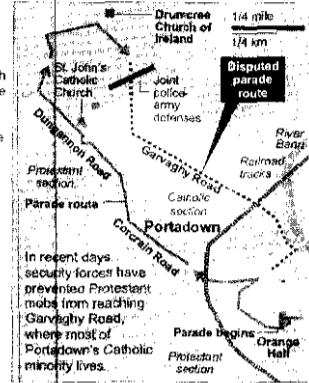 Drumcree
Church of
Ireland
1/4 mile
1/4 km
St. John's
Catholic
Church
Joint
police-
army
defenses
Disputed
parade
route
River
Bann
Dungannon Road
Garvaghy Road
Railroad
tracks
Protestant
section
Catholic
section
Parade route
Portadown
Corcrain Road
In recent days
security forces have
prevented Protestant
mobs from reaching
Garvaghy Road,
where most of
Portadown's Catholic
minority lives.
Parade begins
Orange
Hall
Protestant
section